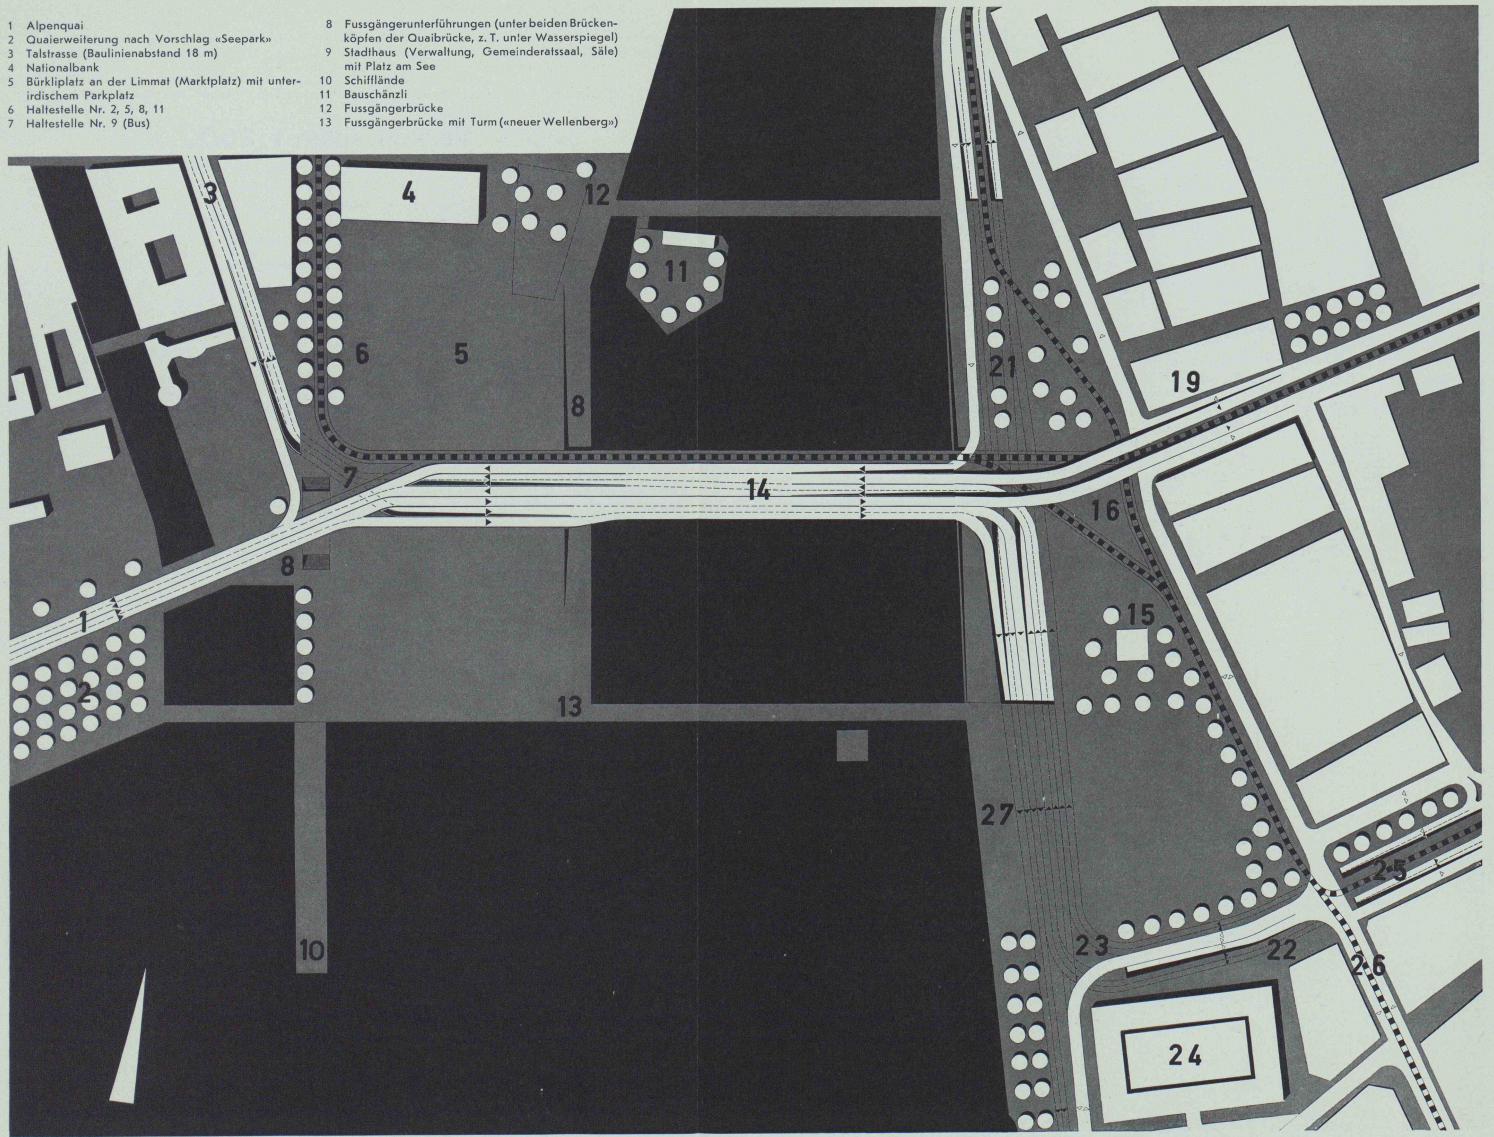 1 Alpenquai
2 Quaierweiterung nach Vorschlag «Seepark»
3 Talstrasse (Baulinienabstand 18 m)
4 Nationalbank
5 Bürkliplatz an der Limmat (Marktplatz) mit unter-
irdischem Parkplatz
6 Haltestelle Nr. 2, 5, 8, 11
7 Haltestelle Nr. 9 (Bus)
8 Fussgängerunterführungen (unter beiden Brücken-
köpfen der Quaibrücke, z. T. unter Wasserspiegel)
9 Stadthaus (Verwaltung, Gemeinderatssaal, Säle)
mit Platz am See
10 Schifflände
11 Bauschänzli
12 Fussgängerbrücke
13 Fussgängerbrücke mit Turm («neuer Wellenberg»)
3
4
12
11
6
5
21
19
8
7
14
16
8
1
15
2
13
27
25
10
23
22
26
24